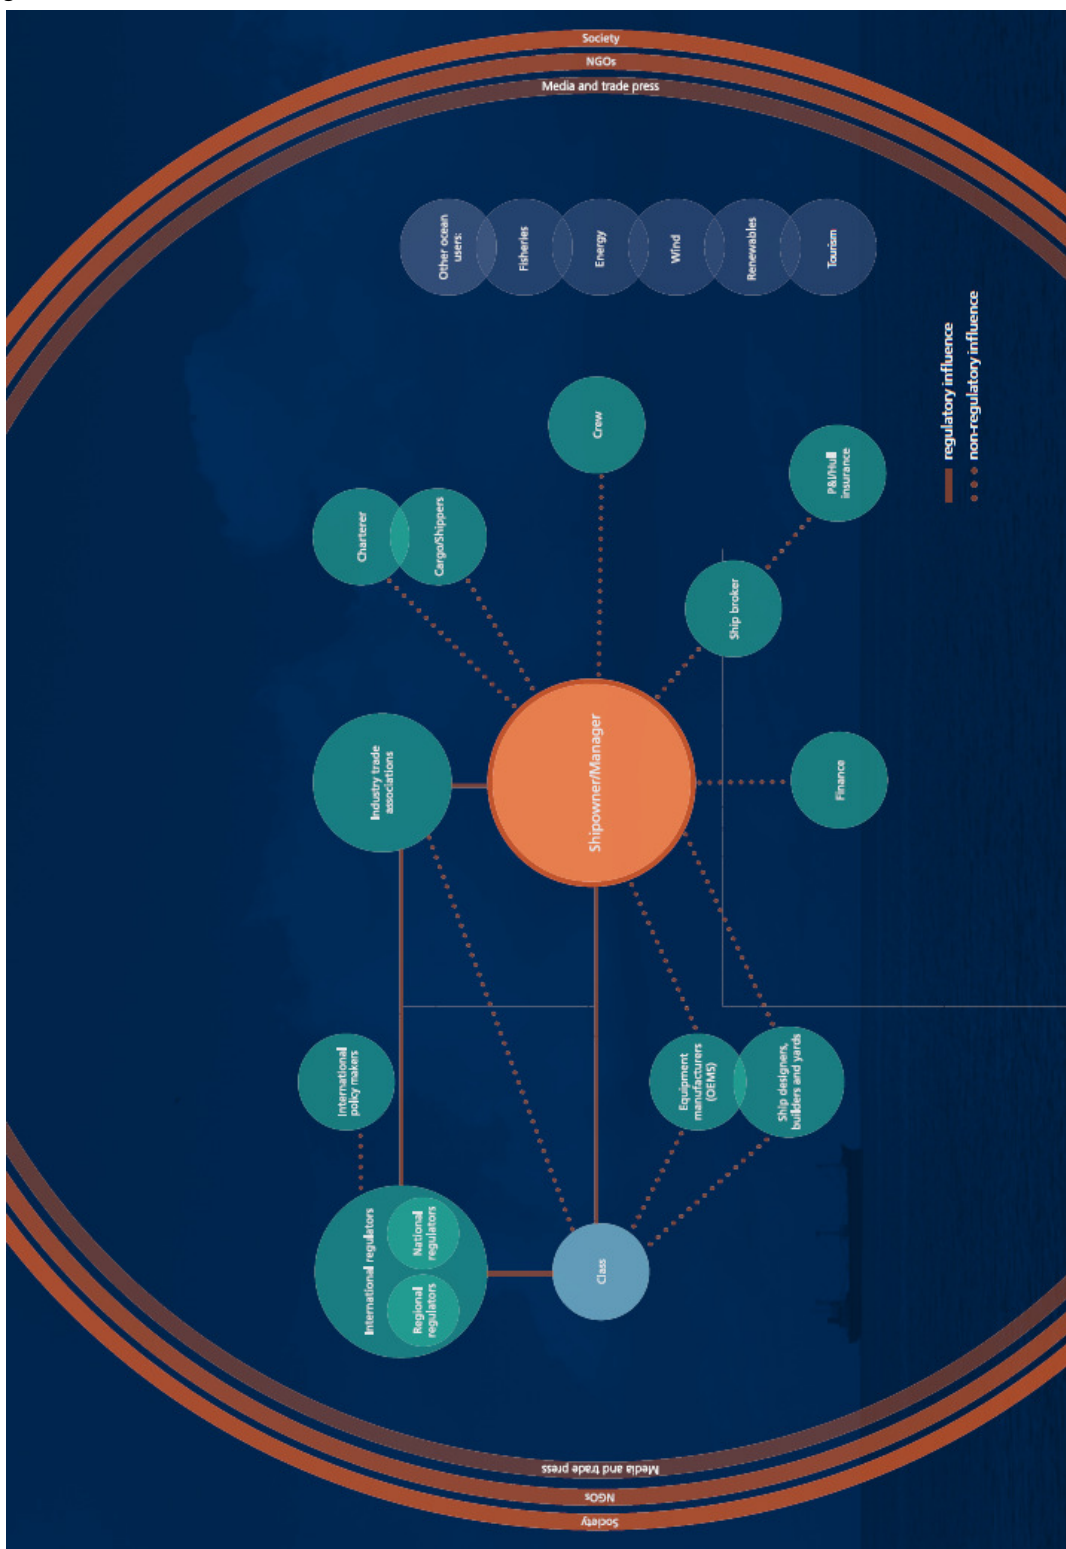 Society
NGOs
Media and trade press
Other ocean
users:
Fisheries
Energy
Wind
Renewables
Tourism
regulatory influence
non-regulatory influence
Crew
P&I/Hull
insurance
Charterer
Cargo/Shippers
Ship broker
Industry trade
associations
Shipowner/Manager
Finance
International
policy makers
Equipment
manufacturers
(OEMS)
Ship designers,
builders and yards
International regulators
National
regulators
Regional
regulators
Class
Media and trade press
NGOs
Society